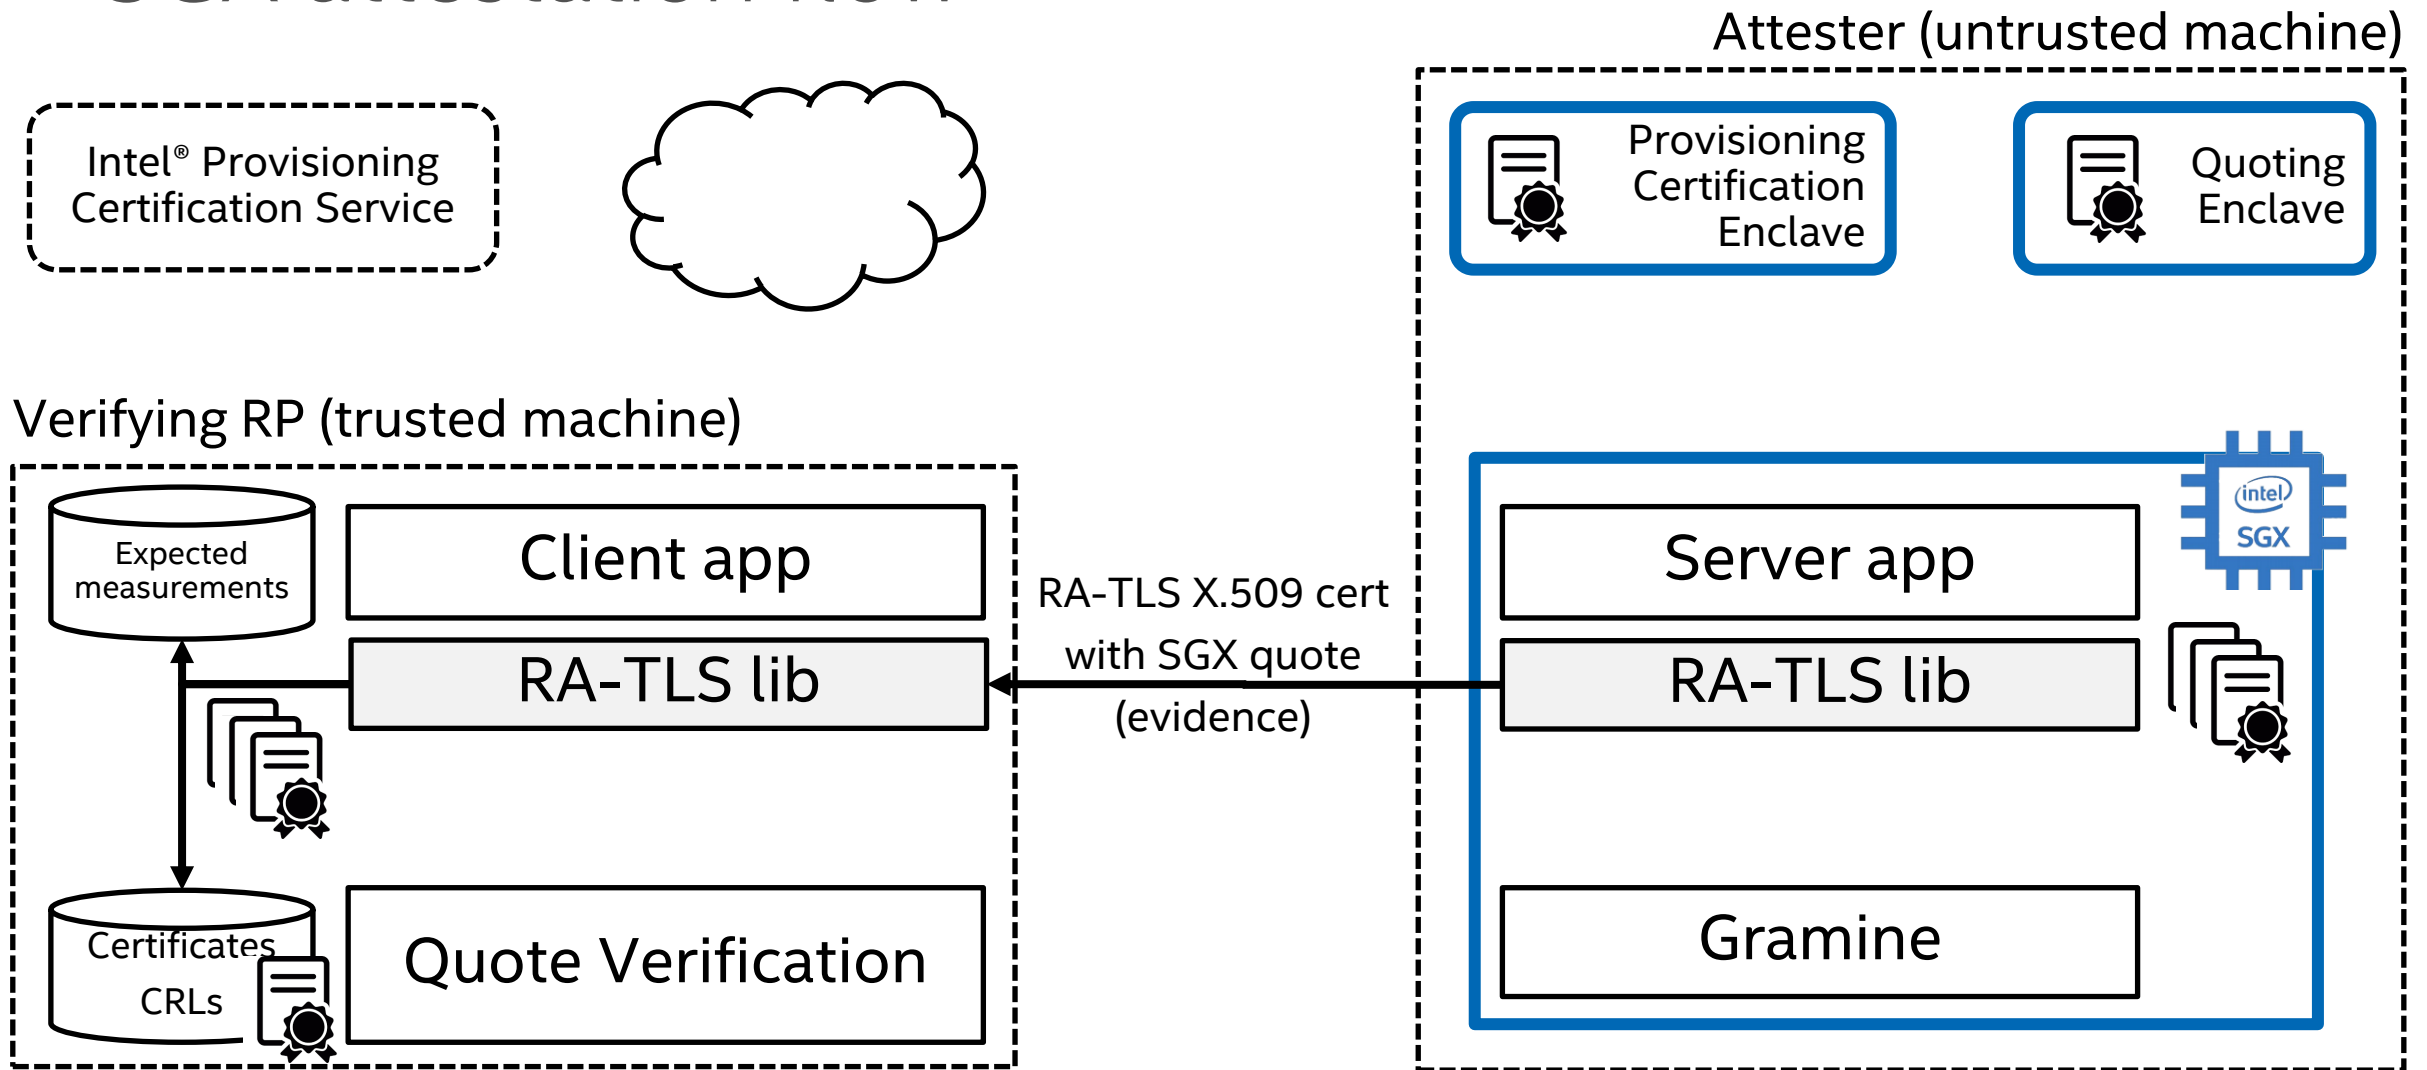 attestation flow
Attester (untrusted machine)
Intel® Provisioning
Certification Service
Provisioning
Certification
Enclave
Quoting
Enclave
Verifying RP (trusted machine)
Expected
measurements
Client app
RA-TLS lib
Certificates
CRLs
Quote Verification
RA-TLS X.509 cert
with SGX quote
(evidence)
Server app
RA-TLS lib
Gramine
intel
SGX